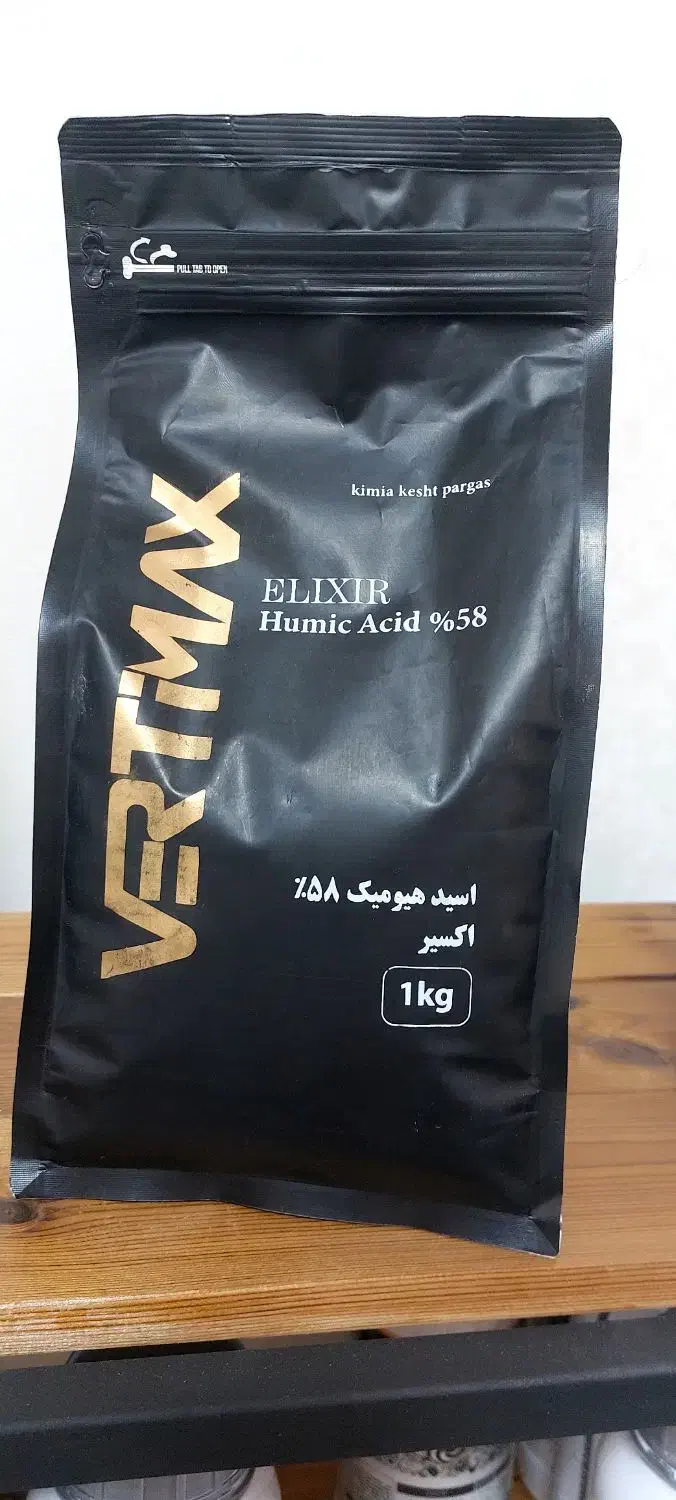 PULL TAB TO OPEN
kimia kesht pargas
VERTIMAX
ELIXIR
Humic Acid %58
اسید هیومیک ۵۸٪
اکسیر
1kg